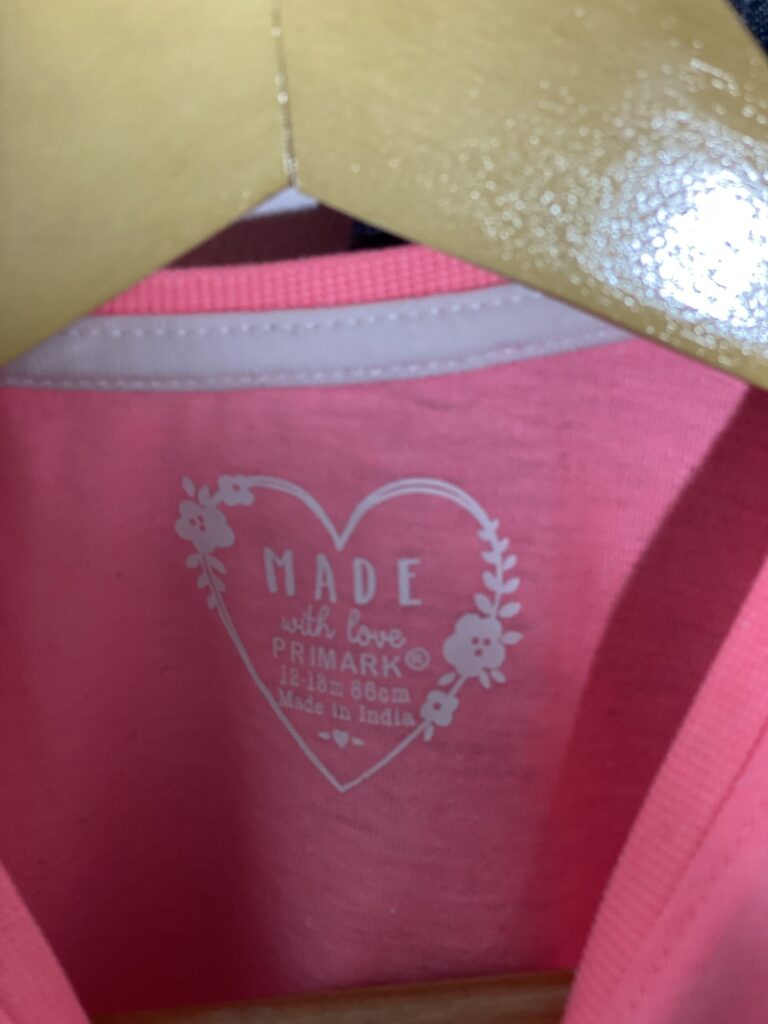 MADE
with love
PRIMARK®
12-18m 86cm
Made in India